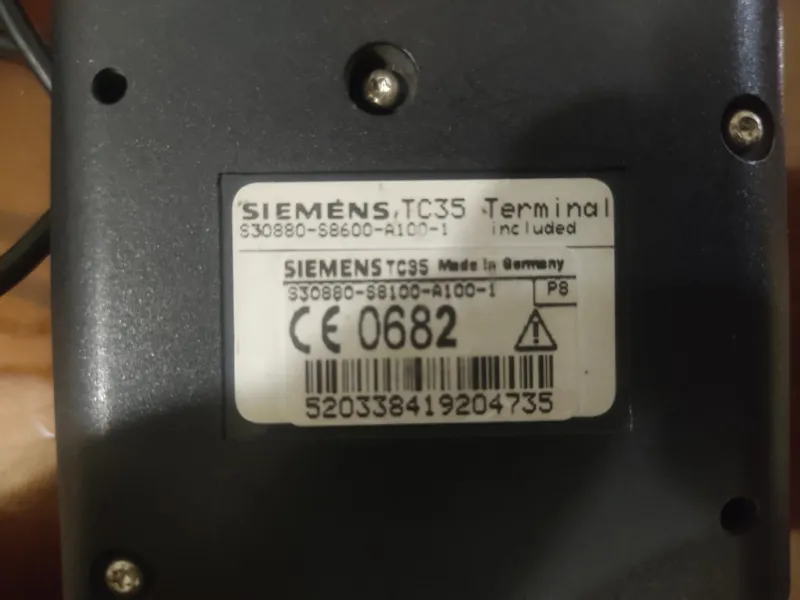 SIEMENS TC35 Terminal
S30880-S8600-A100-1 included
SIEMENS TC35 Made in Germany
S30880-S8100-A100-1 P8
CE 0682
520338419204735